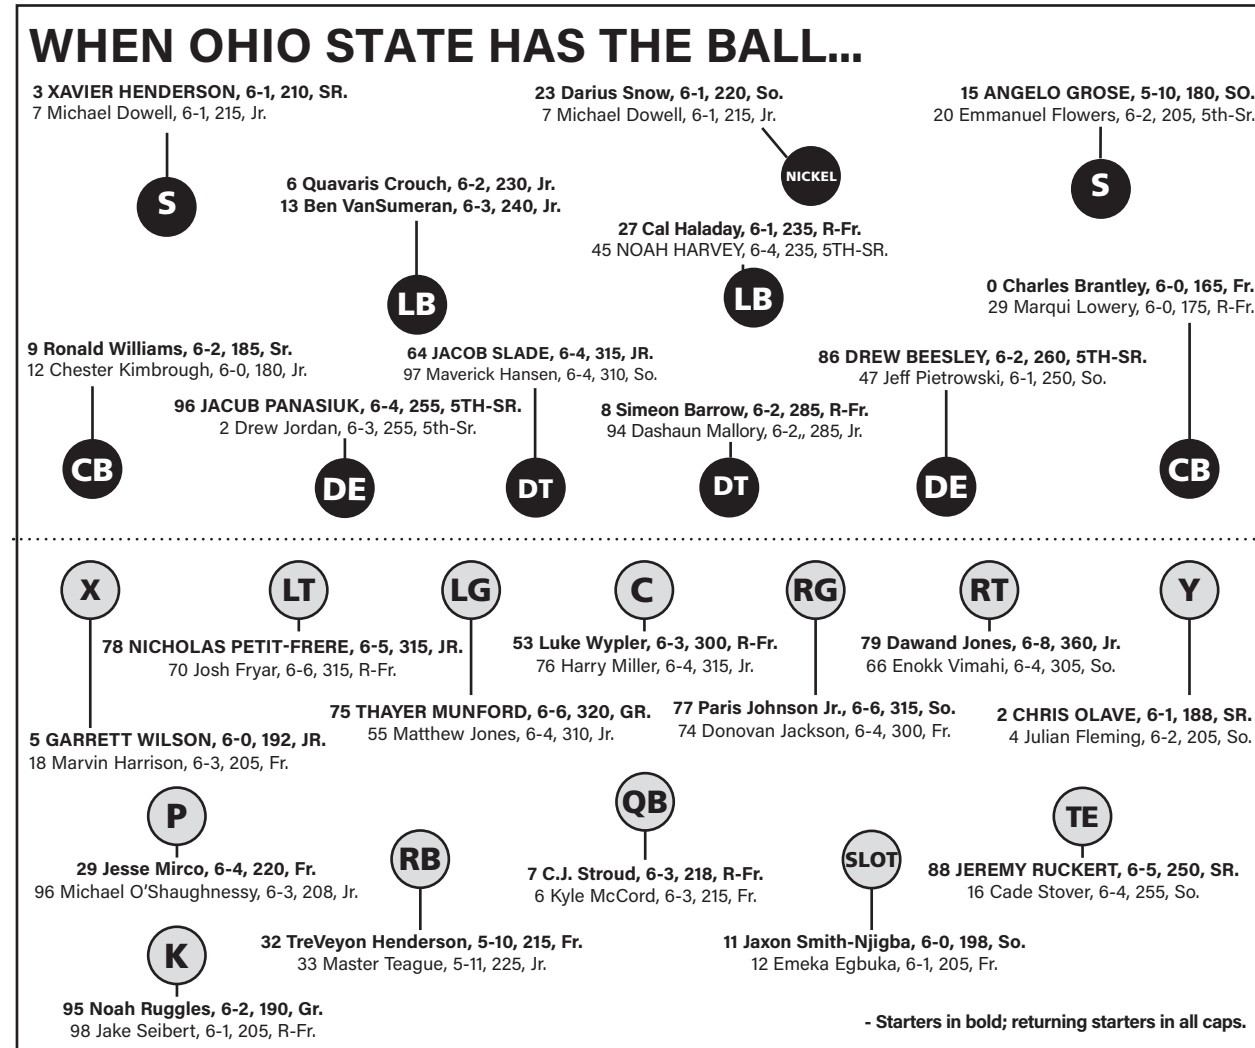 WHEN OHIO STATE HAS THE BALL...
3 XAVIER HENDERSON, 6-1, 210, SR.
7 Michael Dowell, 6-1, 215, Jr.
S
23 Darius Snow, 6-1, 220, So.
7 Michael Dowell, 6-1, 215, Jr.
NICKEL
15 ANGELO GROSE, 5-10, 180, SO.
20 Emmanuel Flowers, 6-2, 205, 5th-Sr.
S
6 Quavaris Crouch, 6-2, 230, Jr.
13 Ben VanSumeran, 6-3, 240, Jr.
LB
27 Cal Haladay, 6-1, 235, R-Fr.
45 NOAH HARVEY, 6-4, 235, 5TH-SR.
LB
0 Charles Brantley, 6-0, 165, Fr.
29 Marqui Lowery, 6-0, 175, R-Fr.
CB
9 Ronald Williams, 6-2, 185, Sr.
12 Chester Kimbrough, 6-0, 180, Jr.
CB
96 JACUB PANASIUK, 6-4, 255, 5TH-SR.
2 Drew Jordan, 6-3, 255, 5th-Sr.
DE
64 JACOB SLADE, 6-4, 315, JR.
97 Maverick Hansen, 6-4, 310, So.
DT
8 Simeon Barrow, 6-2, 285, R-Fr.
94 Dashaun Mallory, 6-2,, 285, Jr.
DT
86 DREW BEESLEY, 6-2, 260, 5TH-SR.
47 Jeff Pietrowski, 6-1, 250, So.
DE
X
5 GARRETT WILSON, 6-0, 192, JR.
18 Marvin Harrison, 6-3, 205, Fr.
LT
78 NICHOLAS PETIT-FRERE, 6-5, 315, JR.
70 Josh Fryar, 6-6, 315, R-Fr.
LG
75 THAYER MUNFORD, 6-6, 320, GR.
55 Matthew Jones, 6-4, 310, Jr.
C
53 Luke Wypler, 6-3, 300, R-Fr.
76 Harry Miller, 6-4, 315, Jr.
RG
77 Paris Johnson Jr., 6-6, 315, So.
74 Donovan Jackson, 6-4, 300, Fr.
RT
79 Dawand Jones, 6-8, 360, Jr.
66 Enokk Vimahi, 6-4, 305, So.
Y
2 CHRIS OLAVE, 6-1, 188, SR.
4 Julian Fleming, 6-2, 205, So.
P
29 Jesse Mirco, 6-4, 220, Fr.
96 Michael O'Shaughnessy, 6-3, 208, Jr.
RB
32 TreVeyon Henderson, 5-10, 215, Fr.
33 Master Teague, 5-11, 225, Jr.
QB
7 C.J. Stroud, 6-3, 218, R-Fr.
6 Kyle McCord, 6-3, 215, Fr.
SLOT
11 Jaxon Smith-Njigba, 6-0, 198, So.
12 Emeka Egbuka, 6-1, 205, Fr.
TE
88 JEREMY RUCKERT, 6-5, 250, SR.
16 Cade Stover, 6-4, 255, So.
K
95 Noah Ruggles, 6-2, 190, Gr.
98 Jake Seibert, 6-1, 205, R-Fr.
- Starters in bold; returning starters in all caps.